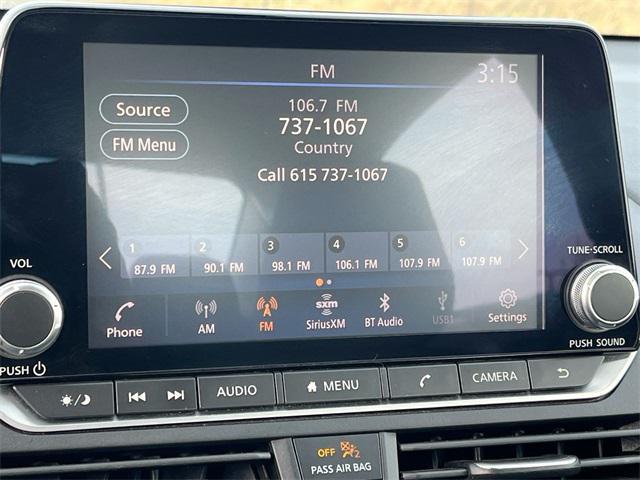 FM
3:15
Source
FM Menu
106.7 FM
737-1067
Country
Call 615 737-1067
1 2 3 4 5 6
87.9 FM 90.1 FM 98.1 FM 106.1 FM 107.9 FM 107.9 FM
Phone AM FM SiriusXM BT Audio USB1 Settings
sxm
VOL
PUSH
TUNE·SCROLL
PUSH SOUND
AUDIO MENU CAMERA
OFF 2
PASS AIR BAG